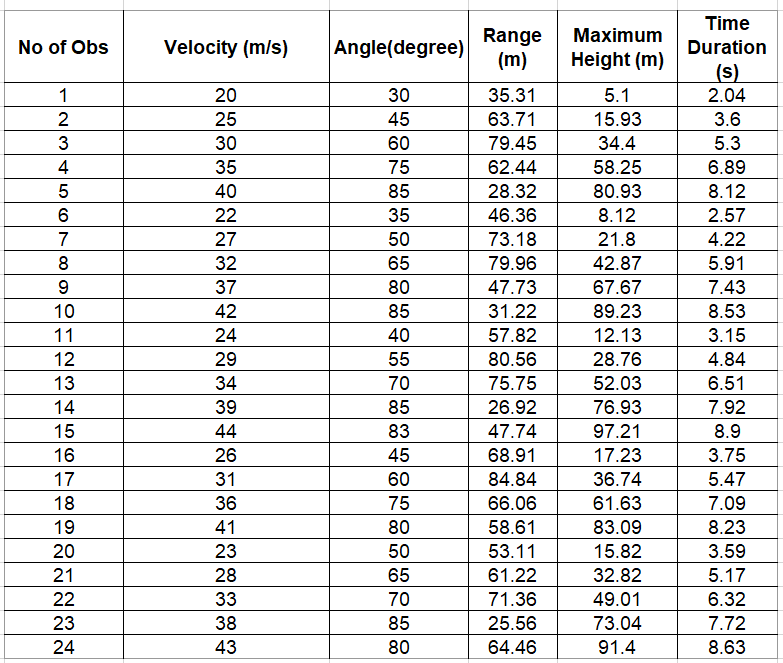 No of Obs Velocity (m/s) Angle(degree) Range (m) Maximum Height (m) Time Duration (s)
1 20 30 35.31 5.1 2.04
2 25 45 63.71 15.93 3.6
3 30 60 79.45 34.4 5.3
4 35 75 62.44 58.25 6.89
5 40 85 28.32 80.93 8.12
6 22 35 46.36 8.12 2.57
7 27 50 73.18 21.8 4.22
8 32 65 79.96 42.87 5.91
9 37 80 47.73 67.67 7.43
10 42 85 31.22 89.23 8.53
11 24 40 57.82 12.13 3.15
12 29 55 80.56 28.76 4.84
13 34 70 75.75 52.03 6.51
14 39 85 26.92 76.93 7.92
15 44 83 47.74 97.21 8.9
16 26 45 68.91 17.23 3.75
17 31 60 84.84 36.74 5.47
18 36 75 66.06 61.63 7.09
19 41 80 58.61 83.09 8.23
20 23 50 53.11 15.82 3.59
21 28 65 61.22 32.82 5.17
22 33 70 71.36 49.01 6.32
23 38 85 25.56 73.04 7.72
24 43 80 64.46 91.4 8.63